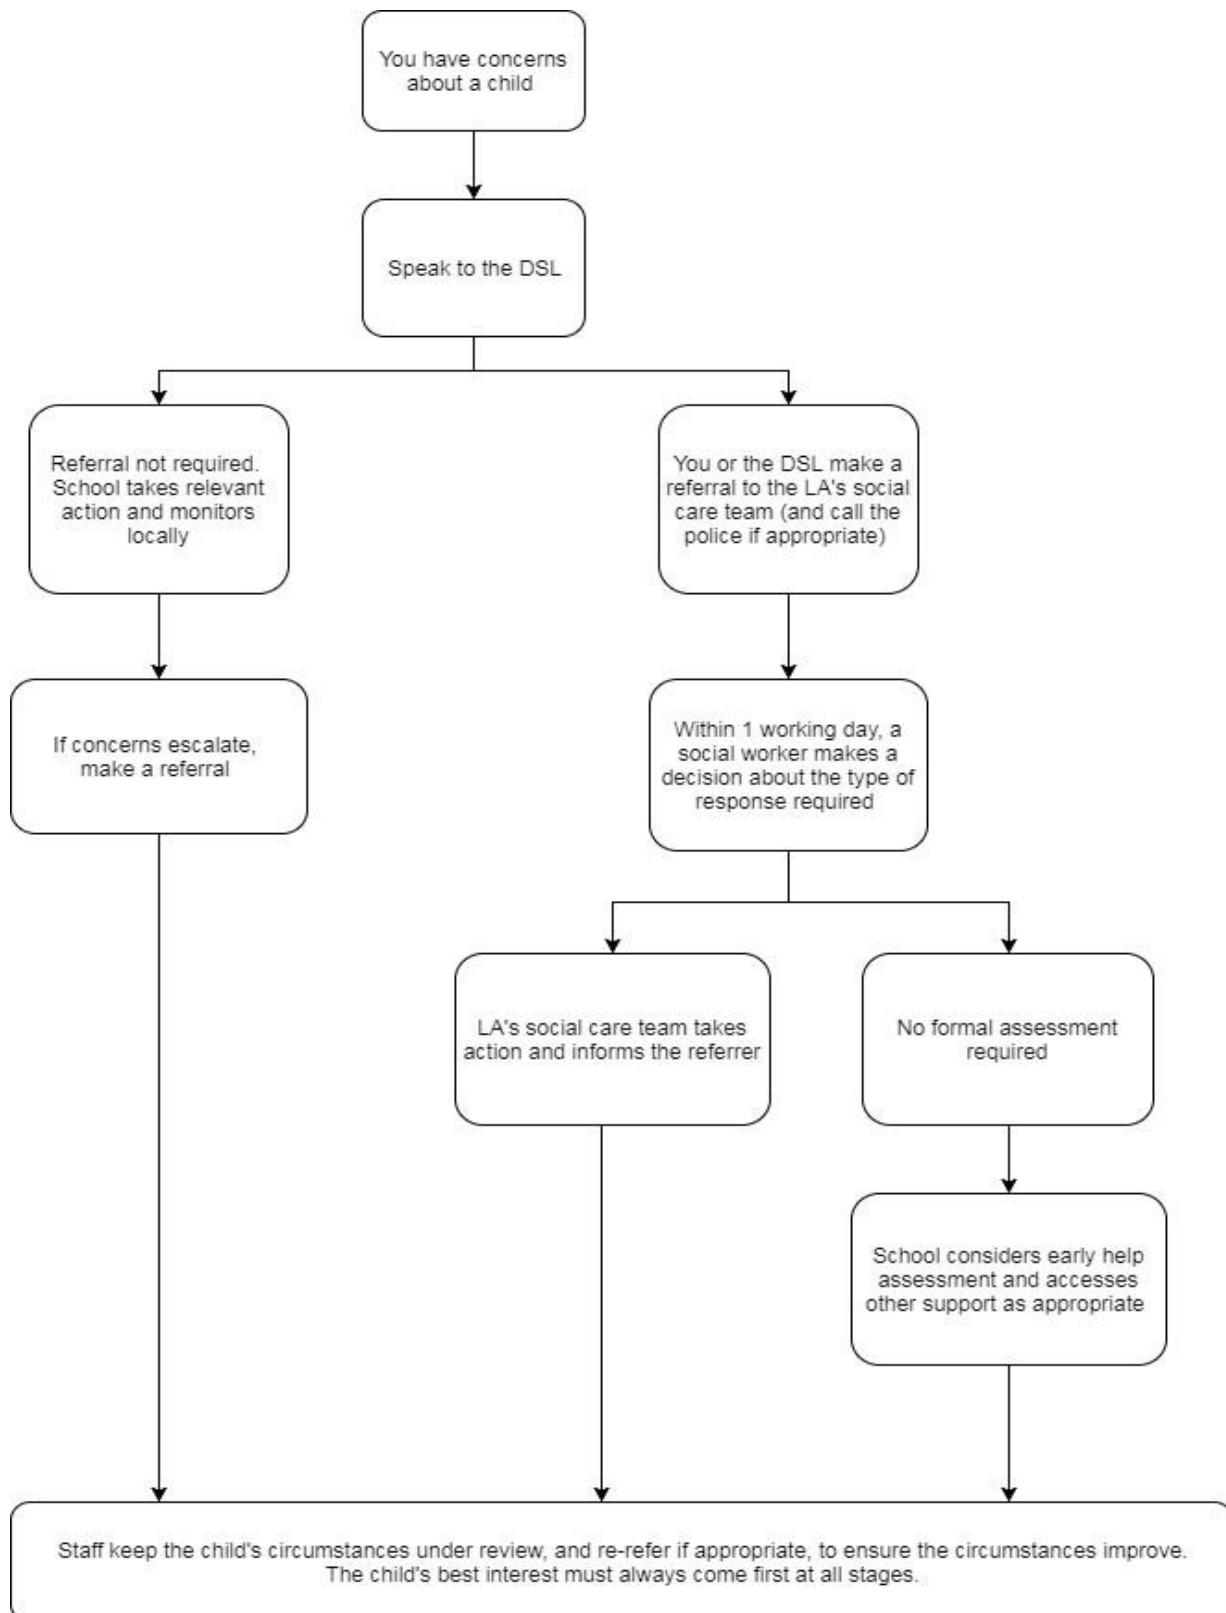 You have concerns
about a child
Speak to the DSL
Referral not required.
School takes relevant
action and monitors
locally
You or the DSL make a
referral to the LA's social
care team (and call the
police if appropriate)
If concerns escalate,
make a referral
Within 1 working day, a
social worker makes a
decision about the type of
response required
LA's social care team takes
action and informs the referrer
No formal assessment
required
School considers early help
assessment and accesses
other support as appropriate
Staff keep the child's circumstances under review, and re-refer if appropriate, to ensure the circumstances improve.
The child's best interest must always come first at all stages.